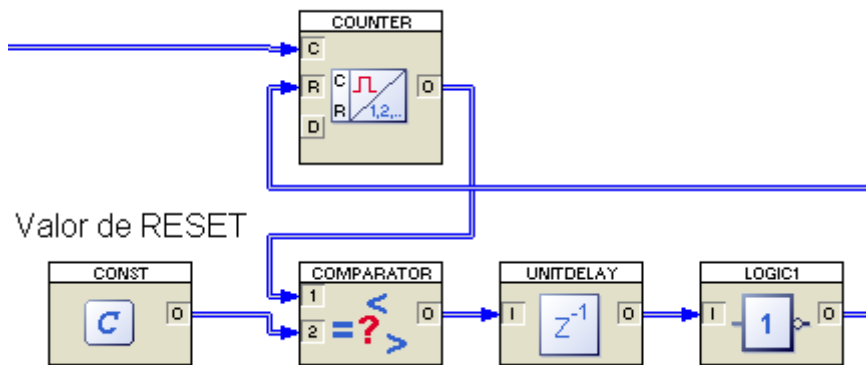 COUNTER
C
R
D
C
R
1,2,..
O
Valor de RESET
CONST
C
O
COMPARATOR
1
2
< = ? >
O
UNITDELAY
I
Z-1
O
LOGIC1
I
1
O